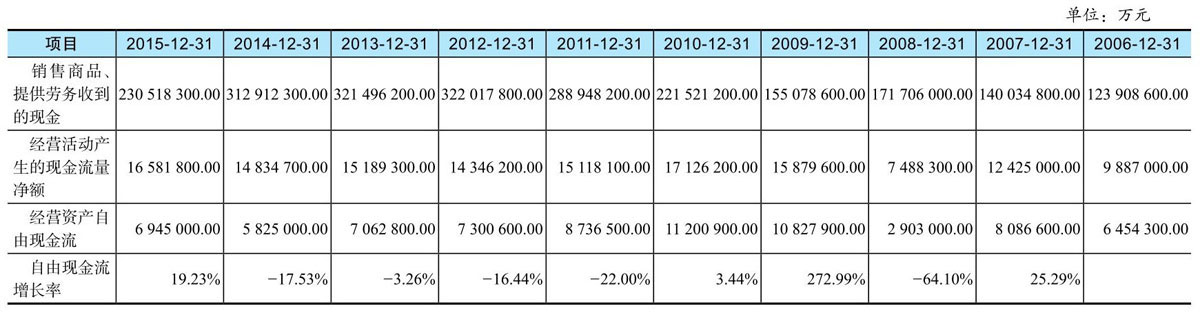 单位：万元
项目 2015-12-31 2014-12-31 2013-12-31 2012-12-31 2011-12-31 2010-12-31 2009-12-31 2008-12-31 2007-12-31 2006-12-31
销售商品、
提供劳务收到 230 518 300.00 312 912 300.00 321 496 200.00 322 017 800.00 288 948 200.00 221 521 200.00 155 078 600.00 171 706 000.00 140 034 800.00 123 908 600.00
的现金
经营活动产
生的现金流量 16 581 800.00 14 834 700.00 15 189 300.00 14 346 200.00 15 118 100.00 17 126 200.00 15 879 600.00 7 488 300.00 12 425 000.00 9 887 000.00
净额
经营资产自
由现金流 6 945 000.00 5 825 000.00 7 062 800.00 7 300 600.00 8 736 500.00 11 200 900.00 10 827 900.00 2 903 000.00 8 086 600.00 6 454 300.00
自由现金流
增长率 19.23% −17.53% −3.26% −16.44% −22.00% 3.44% 272.99% −64.10% 25.29%